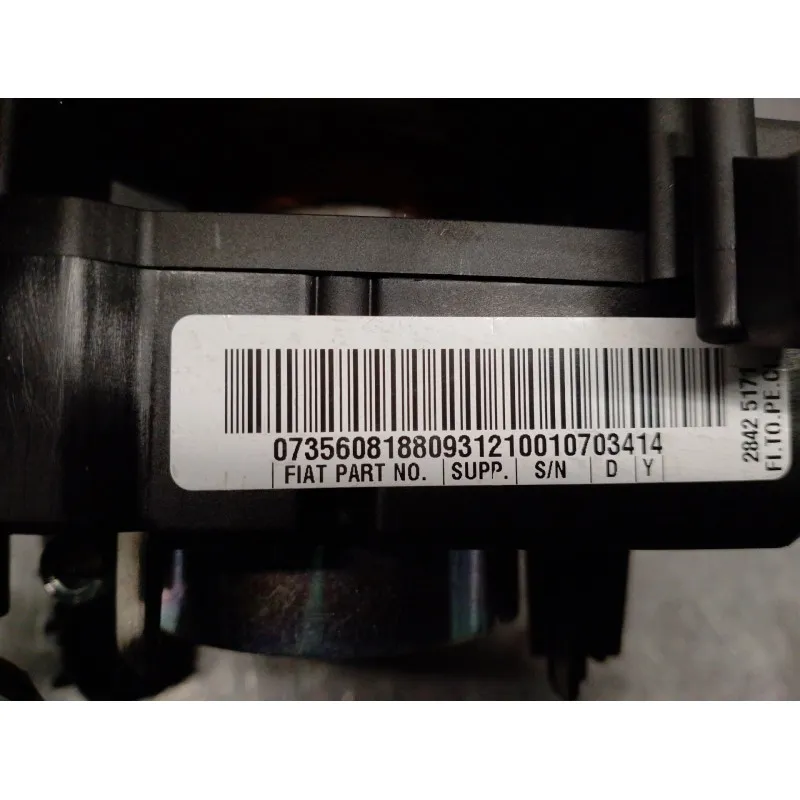 07356081880931210010703414
FIAT PART NO. SUPP. S/N D Y
2842 5171
FI.TO.PE.C